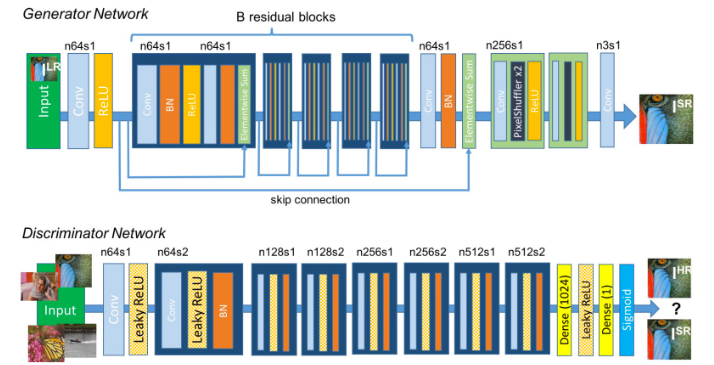 Generator Network
B residual blocks
n64s1
n64s1
n64s1
n64s1
n256s1
n3s1
I^LR
Input
Conv
ReLU
Conv
BN
ReLU
Elementwise Sum
Conv
BN
Elementwise Sum
Conv
PixelShuffler x2
ReLU
Conv
I^SR
skip connection
Discriminator Network
n64s1
n64s2
n128s1
n128s2
n256s1
n256s2
n512s1
n512s2
Input
Conv
Leaky ReLU
Conv
Leaky ReLU
BN
Dense (1024)
Leaky ReLU
Dense (1)
Sigmoid
I^HR
?
I^SR